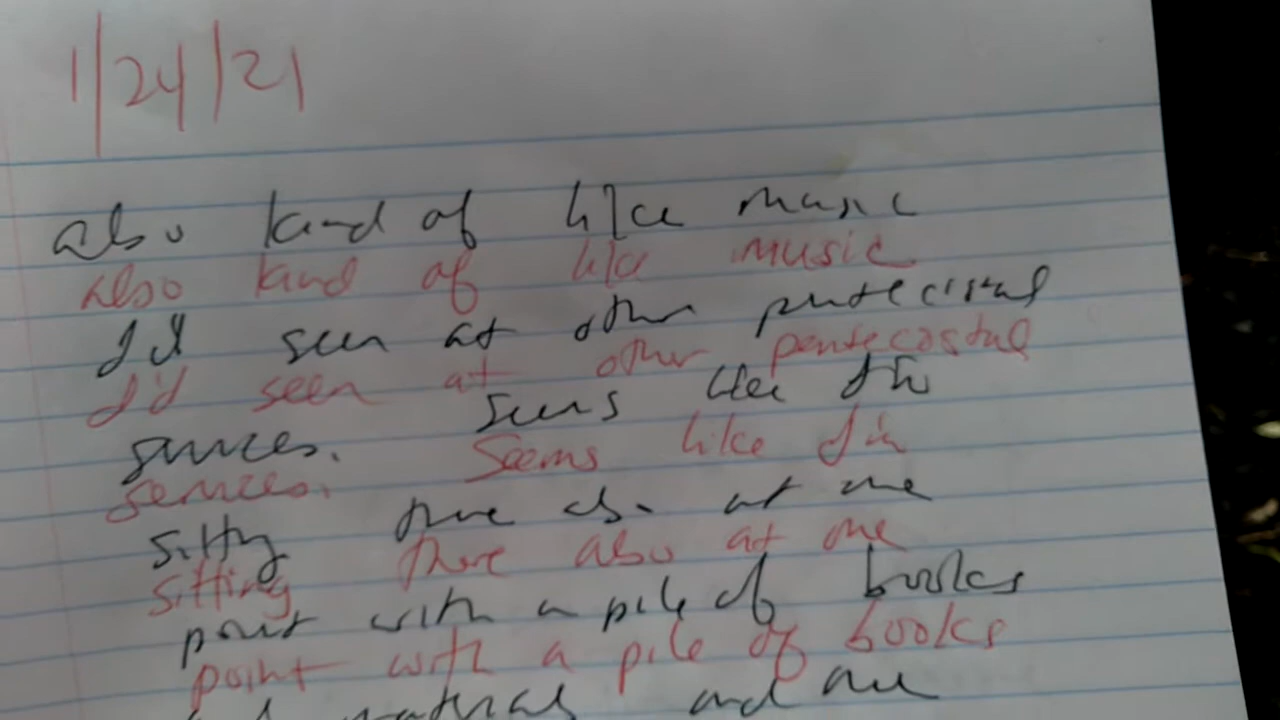 1/24/21
also kind of like music
also kind of like music
I'd seen at other pentecostal
I'd seen at other pentecostal
services. Seems like I'm
services. Seems like I'm
sitting there also at one
sitting there also at one
point with a pile of books
point with a pile of books
material and one